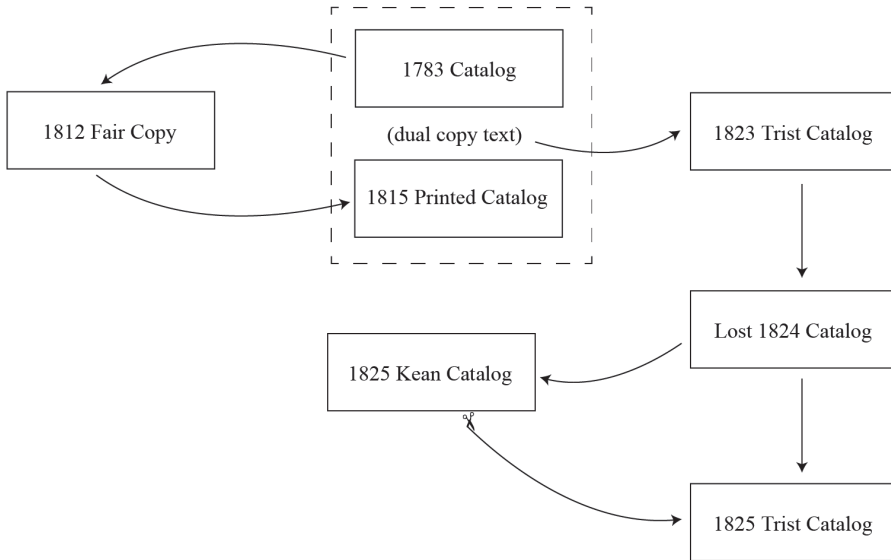 1783 Catalog
1812 Fair Copy
(dual copy text)
1823 Trist Catalog
1815 Printed Catalog
Lost 1824 Catalog
1825 Kean Catalog
1825 Trist Catalog